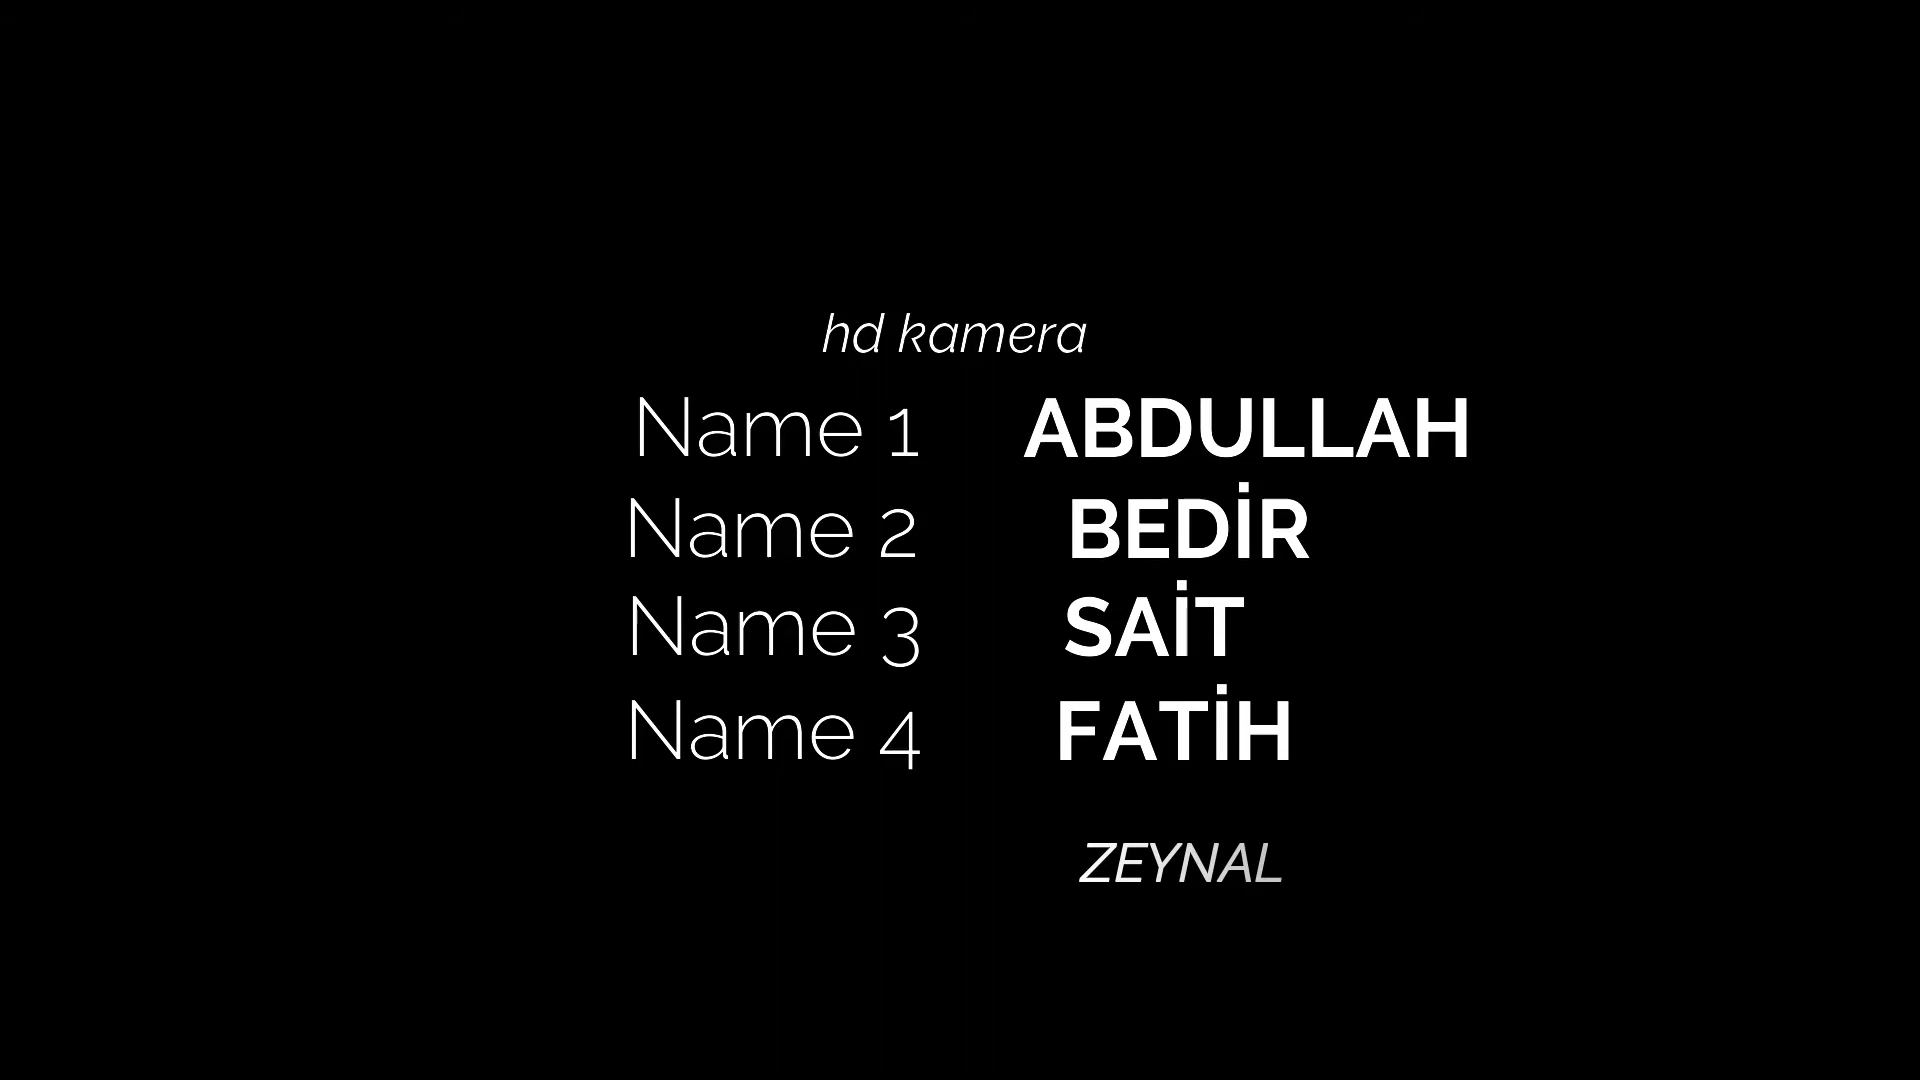 hd kamera
Name 1 ABDULLAH
Name 2 BEDİR
Name 3 SAİT
Name 4 FATİH
ZEYNAL